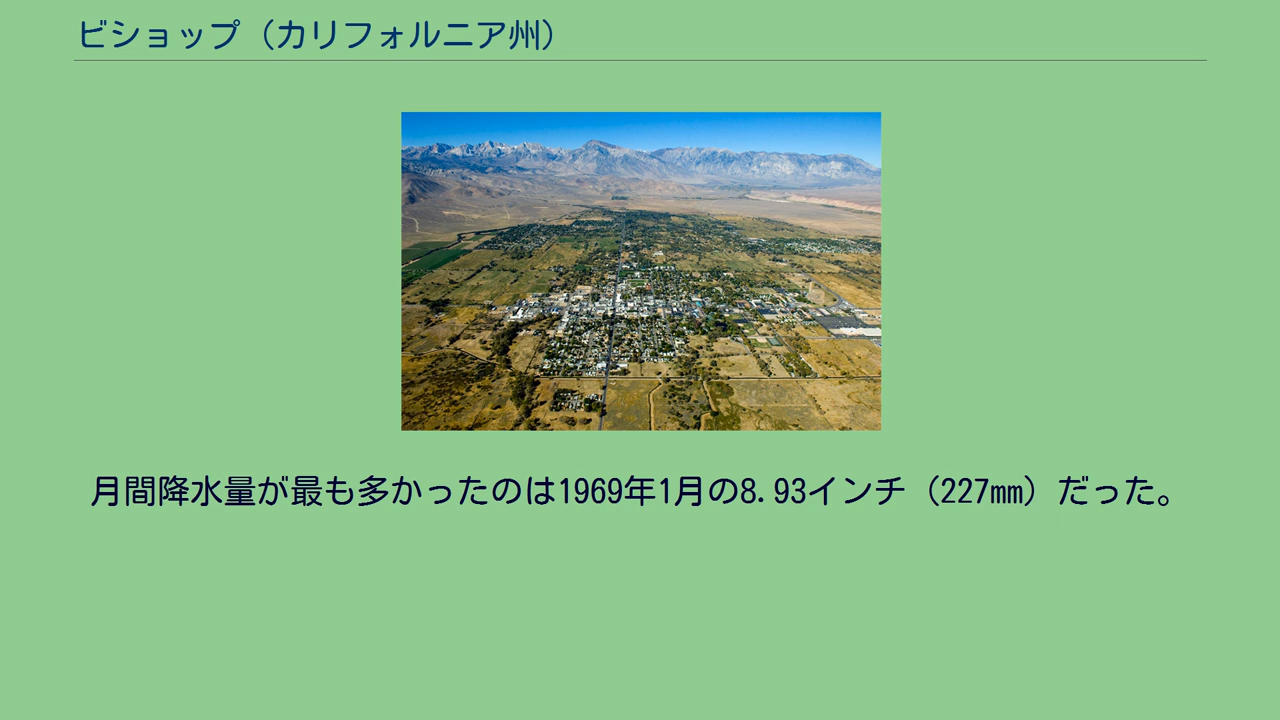 ビショップ（カリフォルニア州）
月間降水量が最も多かったのは1969年1月の8.93インチ（227mm）だった。